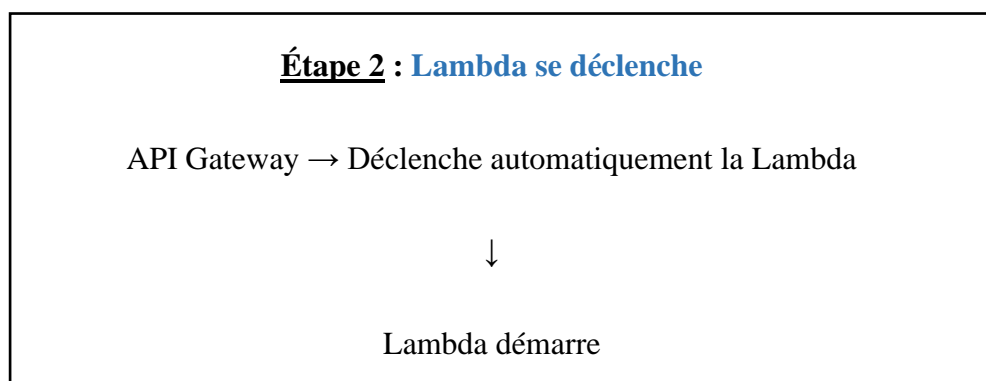 Étape 2 : Lambda se déclenche
API Gateway → Déclenche automatiquement la Lambda
↓
Lambda démarre